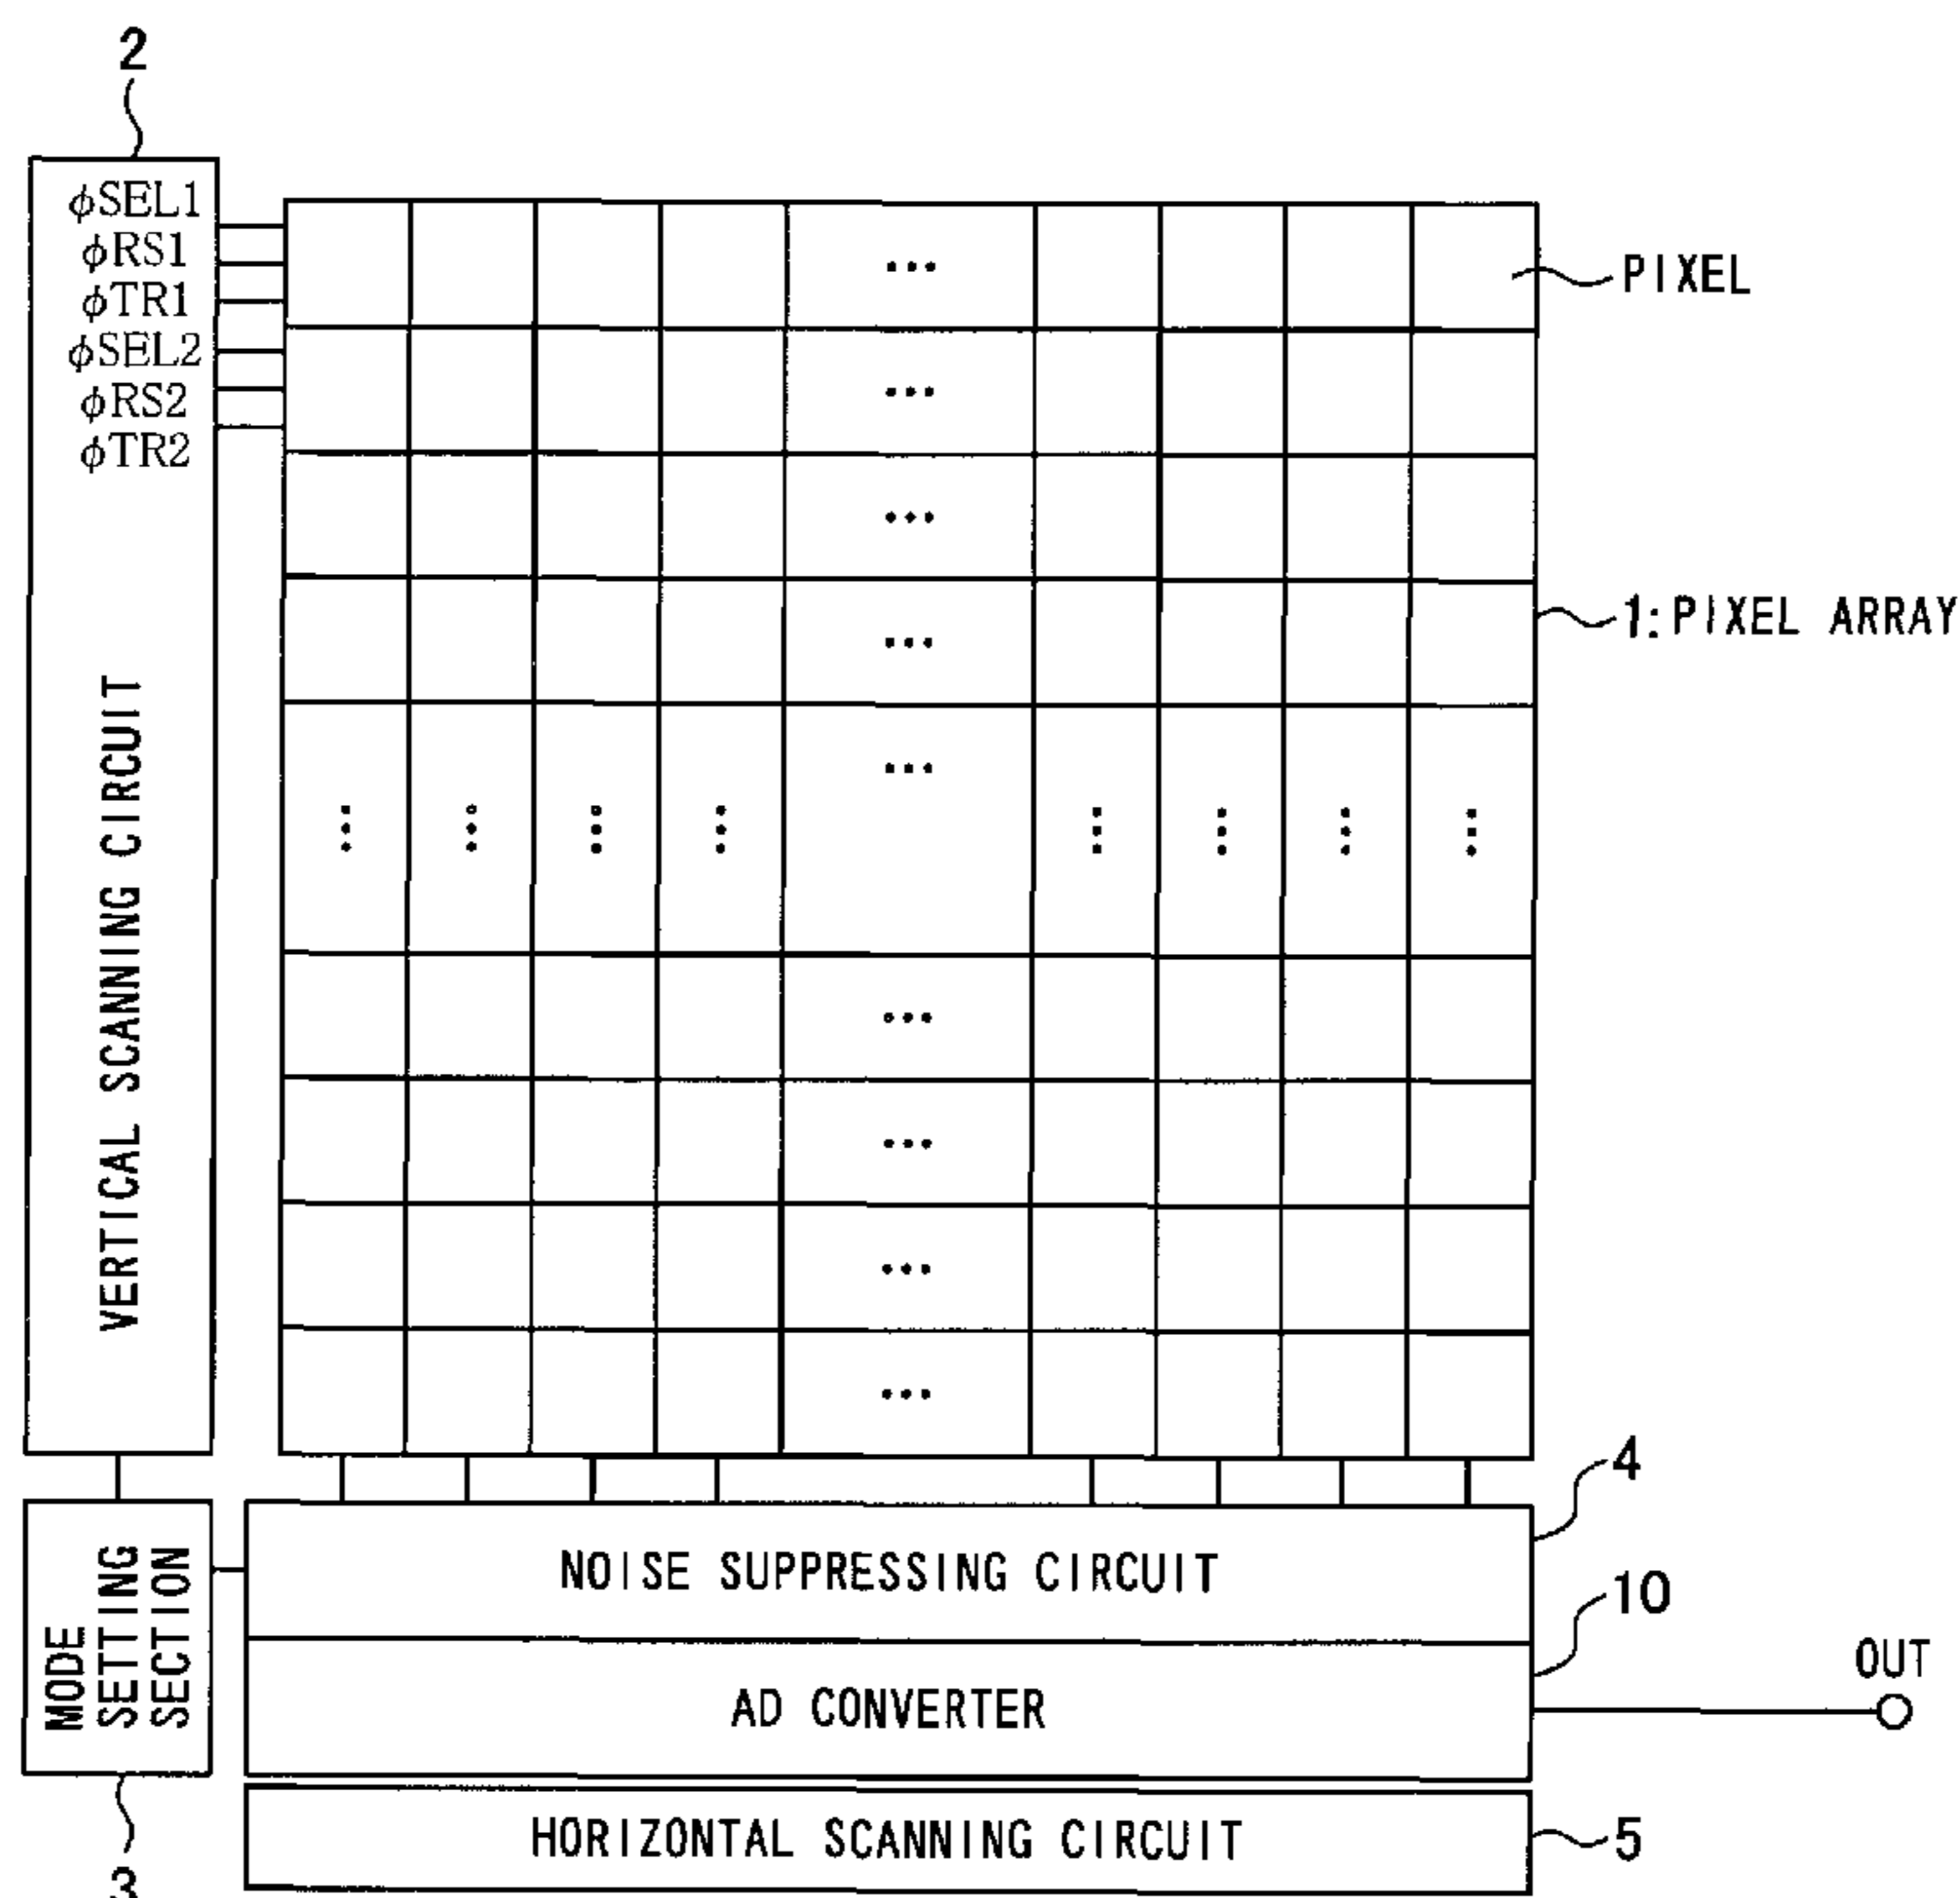 2
φSEL1
φRS1
φTR1
φSEL2
φRS2
φTR2
PIXEL
1:PIXEL ARRAY
VERTICAL SCANNING CIRCUIT
4
NOISE SUPPRESSING CIRCUIT
MODE
SETTING
SECTION
10
OUT
AD CONVERTER
HORIZONTAL SCANNING CIRCUIT
5
3